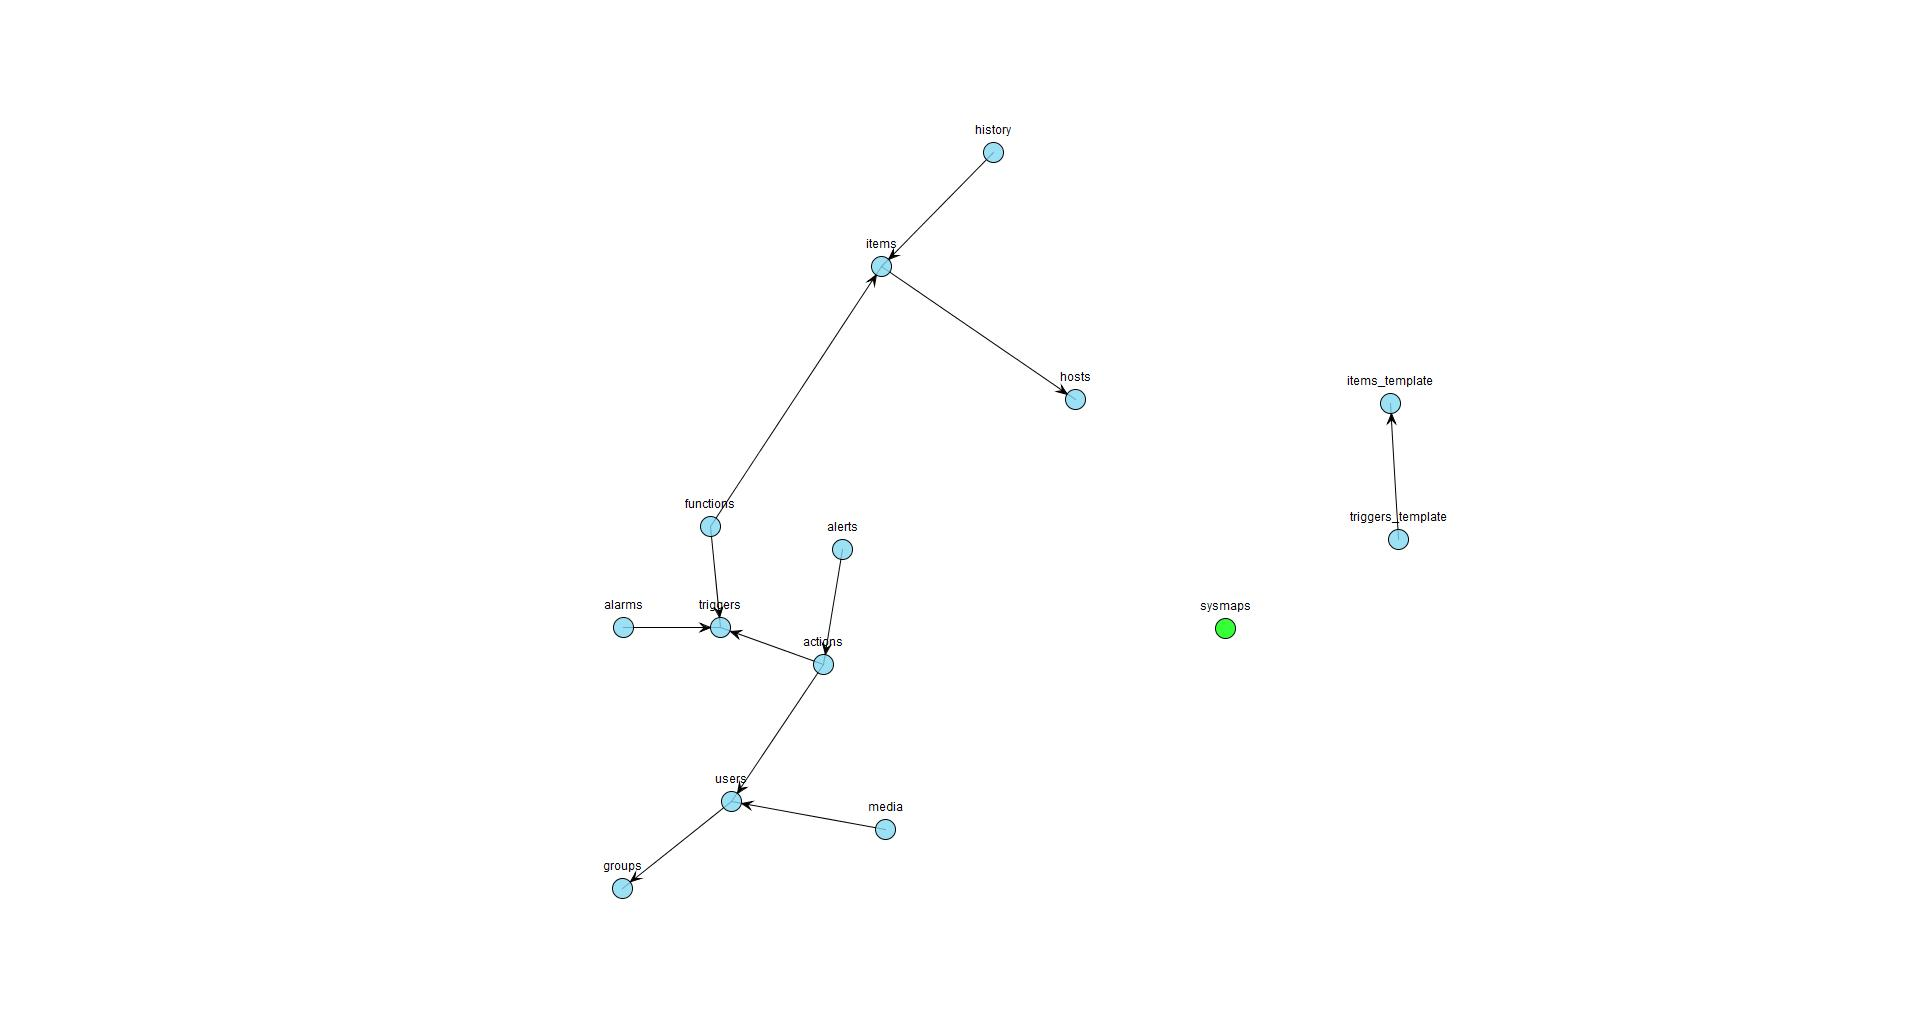 history
items
hosts
items_template
functions
triggers_template
alerts
alarms
triggers
sysmaps
actions
users
media
groups